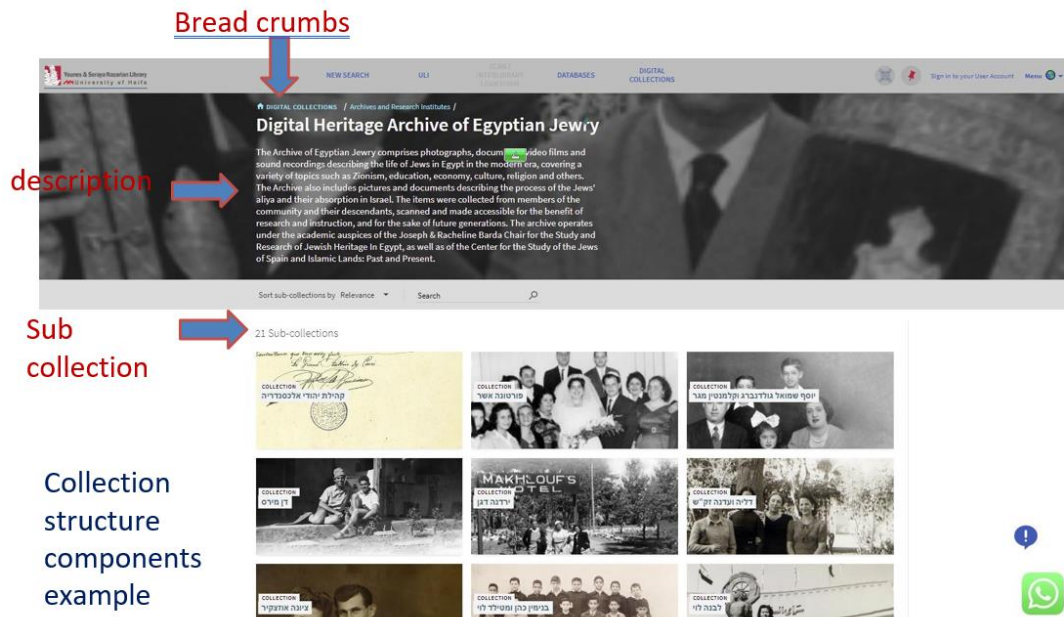 Bread crumbs
Younes & Soraya Nazarian Library
University of Haifa
NEW SEARCH
ULI
DATABASES
DIGITAL
COLLECTIONS
Sign in to your User Account
Menu
DIGITAL COLLECTIONS / Archives and Research Institutes /
Digital Heritage Archive of Egyptian Jewry
The Archive of Egyptian Jewry comprises photographs, docum video films and
sound recordings describing the life of Jews in Egypt in the modern era, covering a
variety of topics such as Zionism, education, economy, culture, religion and others.
The Archive also includes pictures and documents describing the process of the Jews'
aliya and their absorption in Israel. The items were collected from members of the
community and their descendants, scanned and made accessible for the benefit of
research and instruction, and for the sake of future generations. The archive operates
under the academic auspices of the Joseph & Racheline Barda Chair for the Study and
Research of Jewish Heritage In Egypt, as well as of the Center for the Study of the Jews
of Spain and Islamic Lands: Past and Present.
description
Sort sub-collections by Relevance
Search
Sub
collection
21 Sub-collections
COLLECTION
קהילת יהודי אלכסנדריה
COLLECTION
פורטונה אשר
COLLECTION
יוסף שמואל גולדנברג וקלמנטין מגר
COLLECTION
דן מירס
MAKHLOUF'S
HOTEL
COLLECTION
ירדנה דגן
COLLECTION
דליה ועדנה זק"ש
COLLECTION
ציונה אוזצקיר
COLLECTION
בנימין כהן ומטילד לוי
COLLECTION
לבנה לוי
Collection
structure
components
example